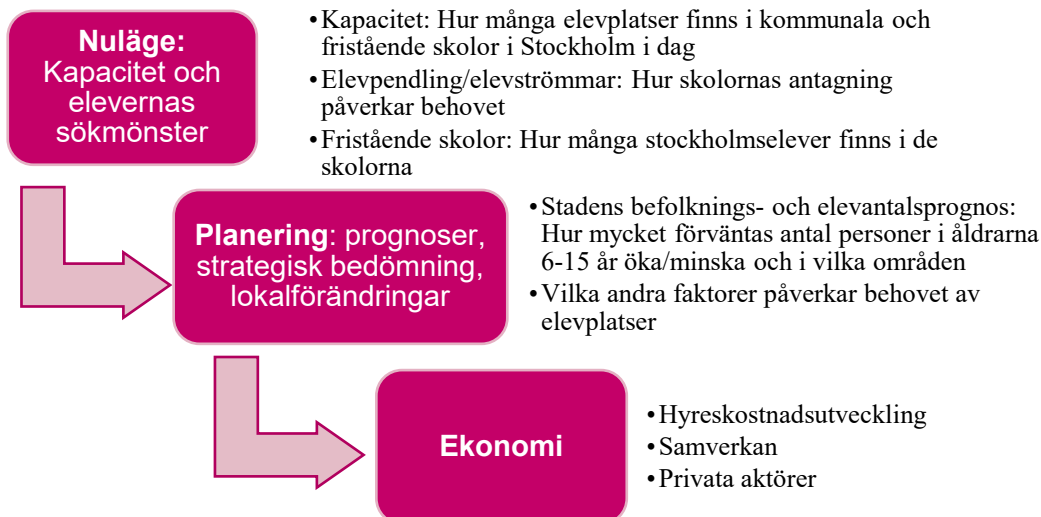 Nuläge:
Kapacitet och
elevernas
sökmönster
•Kapacitet: Hur många elevplatser finns i kommunala och
fristående skolor i Stockholm i dag
•Elevpendling/elevströmmar: Hur skolornas antagning
påverkar behovet
•Fristående skolor: Hur många stockholmselever finns i de
skolorna
Planering: prognoser,
strategisk bedömning,
lokalförändringar
•Stadens befolknings- och elevantalsprognos:
Hur mycket förväntas antal personer i åldrarna
6-15 år öka/minska och i vilka områden
•Vilka andra faktorer påverkar behovet av
elevplatser
Ekonomi
•Hyreskostnadsutveckling
•Samverkan
•Privata aktörer